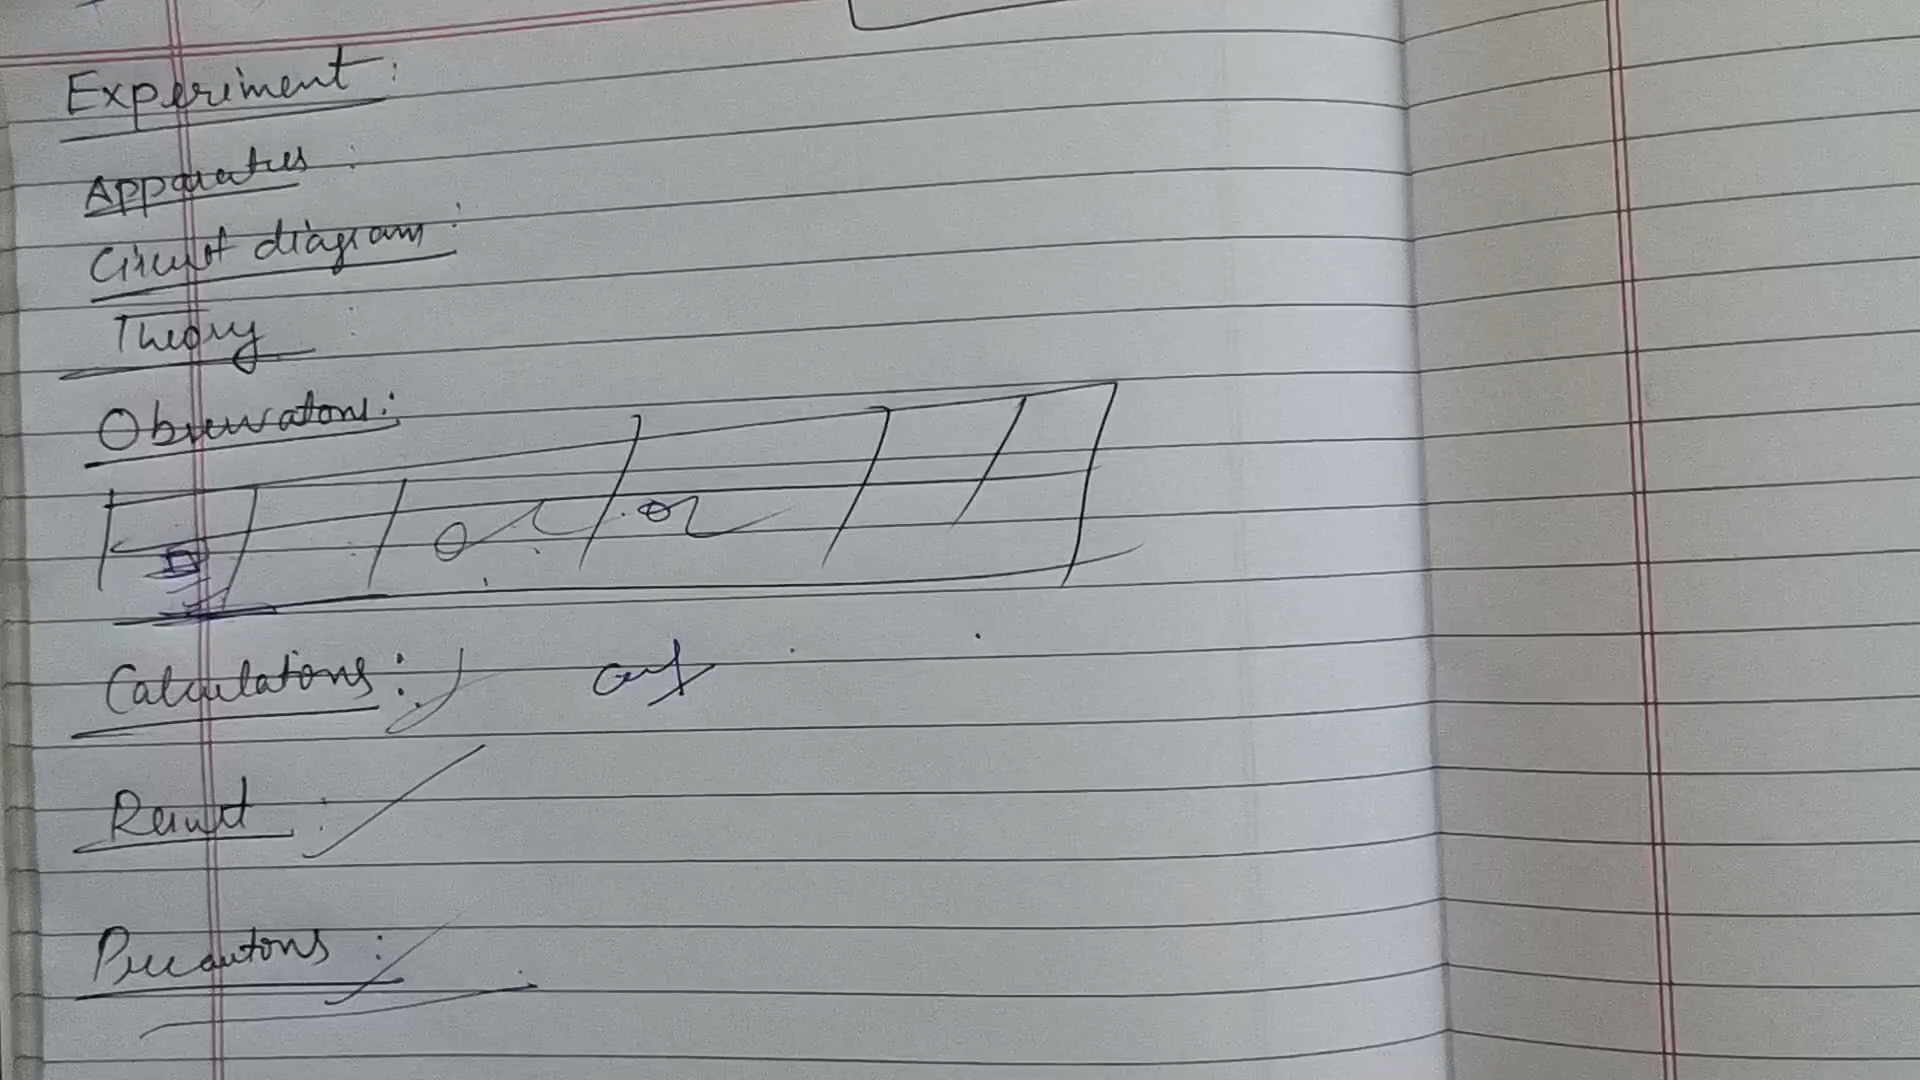 Experiment:
Apparatus:
Circuit diagram:
Theory:
Observations:
Calculations:
Result:
Precautions: